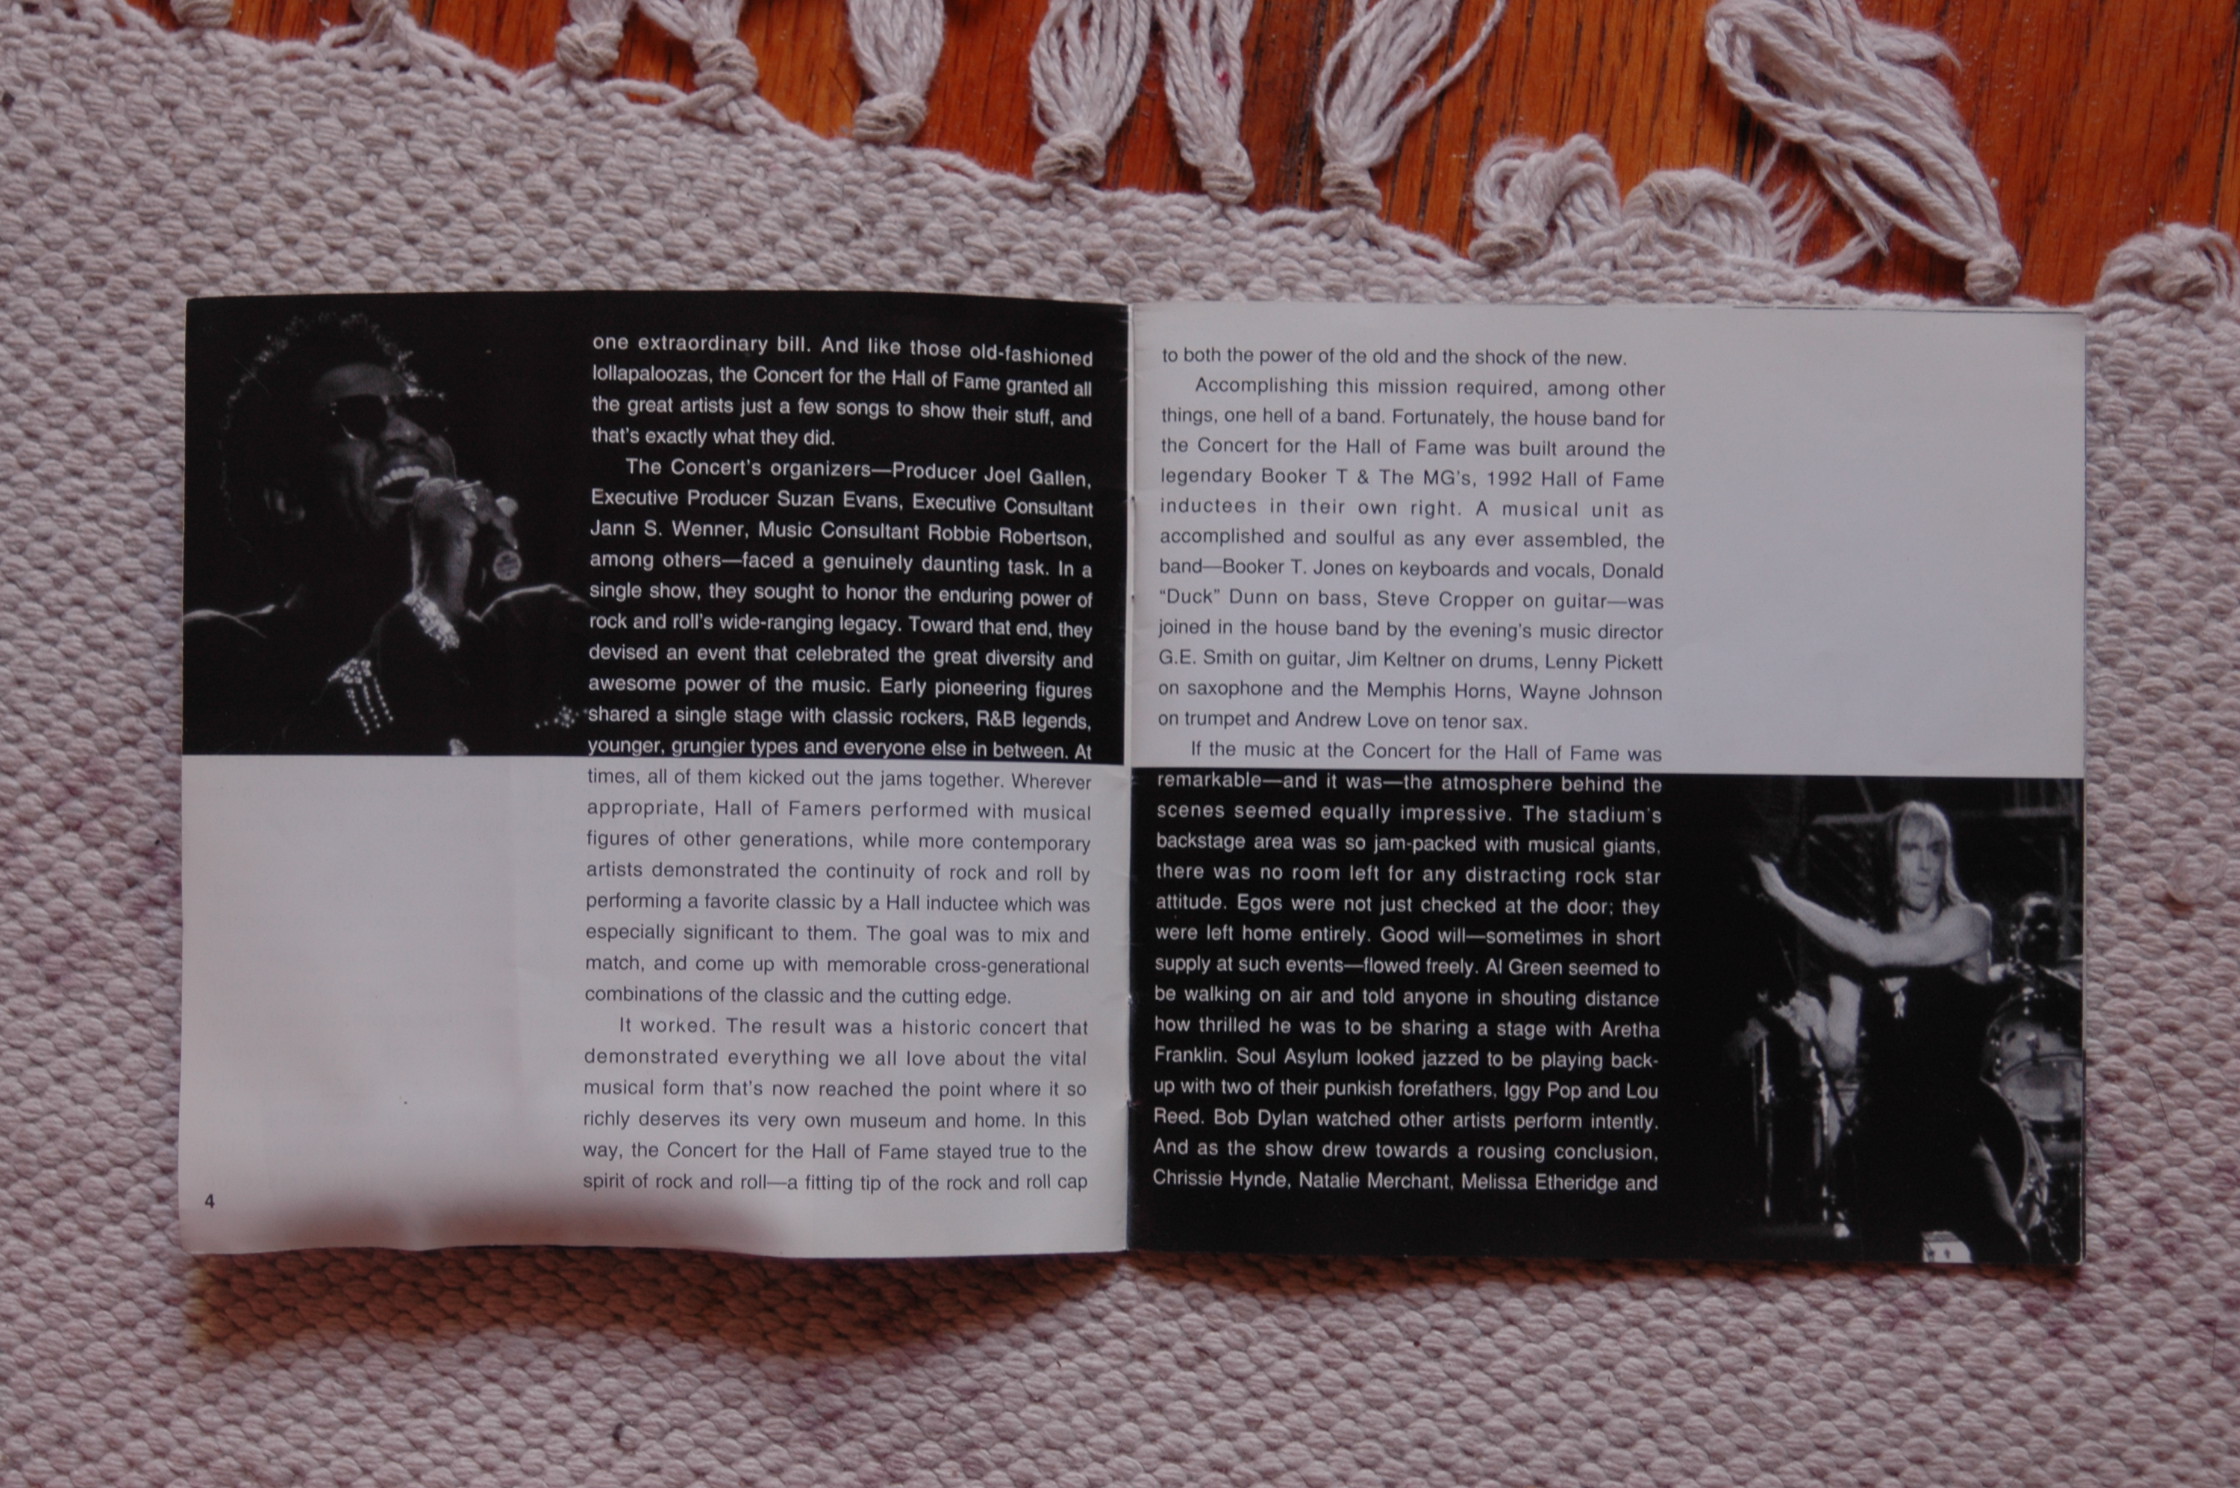 one extraordinary bill. And like those old-fashioned
lollapaloozas, the Concert for the Hall of Fame granted all
the great artists just a few songs to show their stuff, and
that's exactly what they did.
The Concert's organizers—Producer Joel Gallen,
Executive Producer Suzan Evans, Executive Consultant
Jann S. Wenner, Music Consultant Robbie Robertson,
among others—faced a genuinely daunting task. In a
single show, they sought to honor the enduring power of
rock and roll's wide-ranging legacy. Toward that end, they
devised an event that celebrated the great diversity and
awesome power of the music. Early pioneering figures
shared a single stage with classic rockers, R&B legends,
younger, grungier types and everyone else in between. At
times, all of them kicked out the jams together. Wherever
appropriate, Hall of Famers performed with musical
figures of other generations, while more contemporary
artists demonstrated the continuity of rock and roll by
performing a favorite classic by a Hall inductee which was
especially significant to them. The goal was to mix and
match, and come up with memorable cross-generational
combinations of the classic and the cutting edge.
It worked. The result was a historic concert that
demonstrated everything we all love about the vital
musical form that's now reached the point where it so
richly deserves its very own museum and home. In this
way, the Concert for the Hall of Fame stayed true to the
spirit of rock and roll—a fitting tip of the rock and roll cap
4
to both the power of the old and the shock of the new.
Accomplishing this mission required, among other
things, one hell of a band. Fortunately, the house band for
the Concert for the Hall of Fame was built around the
legendary Booker T & The MG's, 1992 Hall of Fame
inductees in their own right. A musical unit as
accomplished and soulful as any ever assembled, the
band—Booker T. Jones on keyboards and vocals, Donald
"Duck" Dunn on bass, Steve Cropper on guitar—was
joined in the house band by the evening's music director
G.E. Smith on guitar, Jim Keltner on drums, Lenny Pickett
on saxophone and the Memphis Horns, Wayne Johnson
on trumpet and Andrew Love on tenor sax.
If the music at the Concert for the Hall of Fame was
remarkable—and it was—the atmosphere behind the
scenes seemed equally impressive. The stadium's
backstage area was so jam-packed with musical giants,
there was no room left for any distracting rock star
attitude. Egos were not just checked at the door; they
were left home entirely. Good will—sometimes in short
supply at such events—flowed freely. Al Green seemed to
be walking on air and told anyone in shouting distance
how thrilled he was to be sharing a stage with Aretha
Franklin. Soul Asylum looked jazzed to be playing back-
up with two of their punkish forefathers, Iggy Pop and Lou
Reed. Bob Dylan watched other artists perform intently.
And as the show drew towards a rousing conclusion,
Chrissie Hynde, Natalie Merchant, Melissa Etheridge and